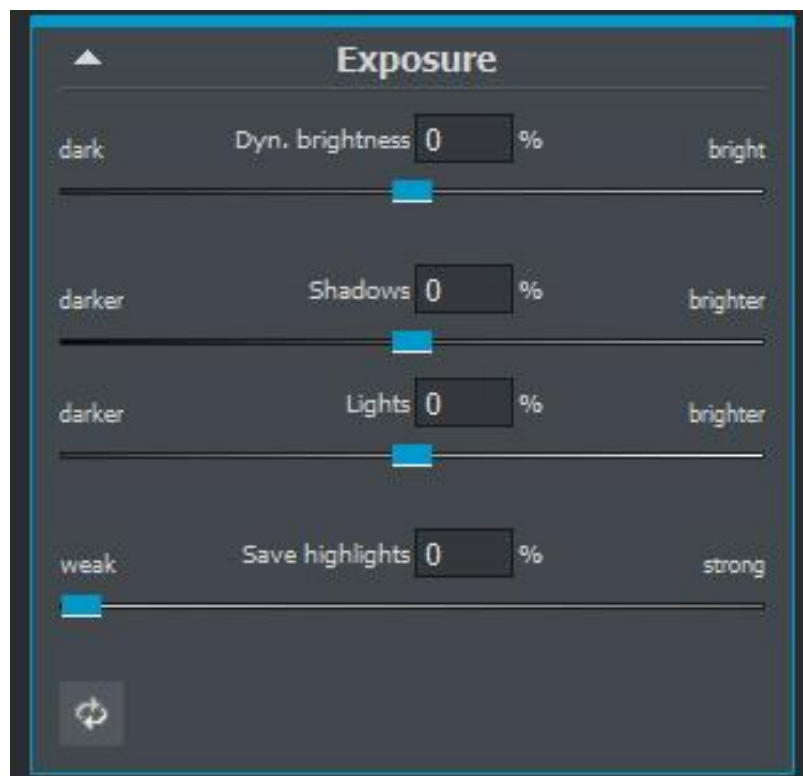 Exposure
dark Dyn. brightness 0 % bright
darker Shadows 0 % brighter
darker Lights 0 % brighter
weak Save highlights 0 % strong